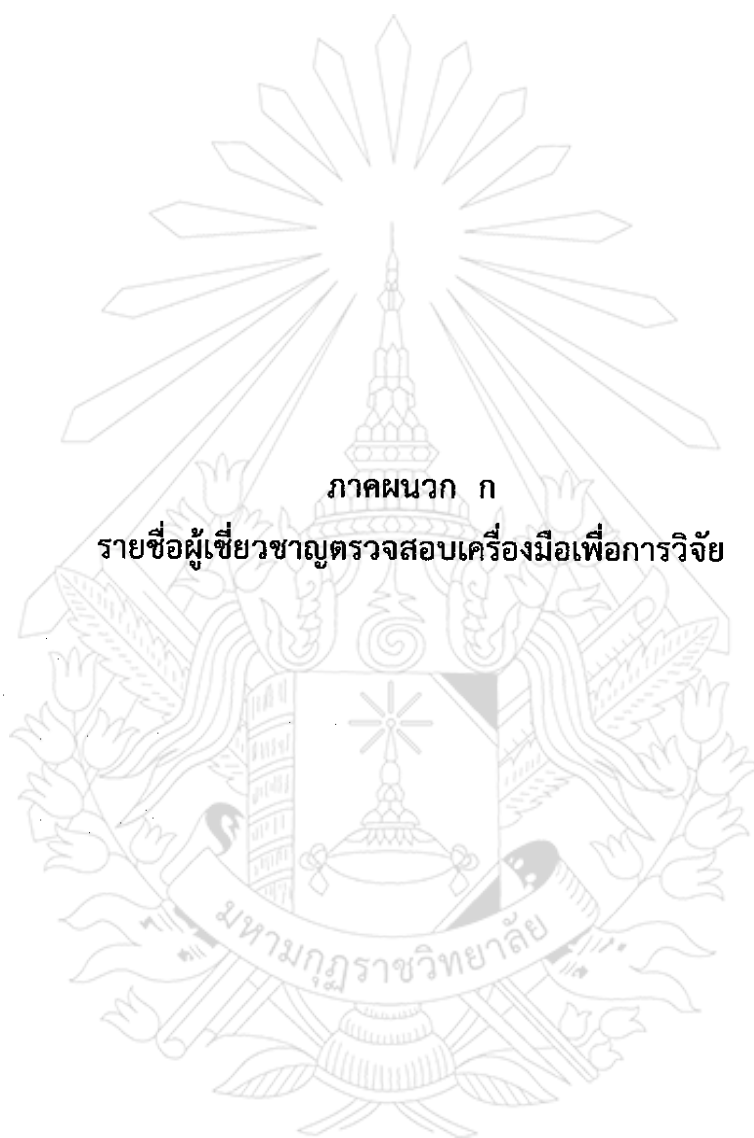 ภาคผนวก ก
รายชื่อผู้เชี่ยวชาญตรวจสอบเครื่องมือเพื่อการวิจัย
มหามกุฏราชวิทยาลัย